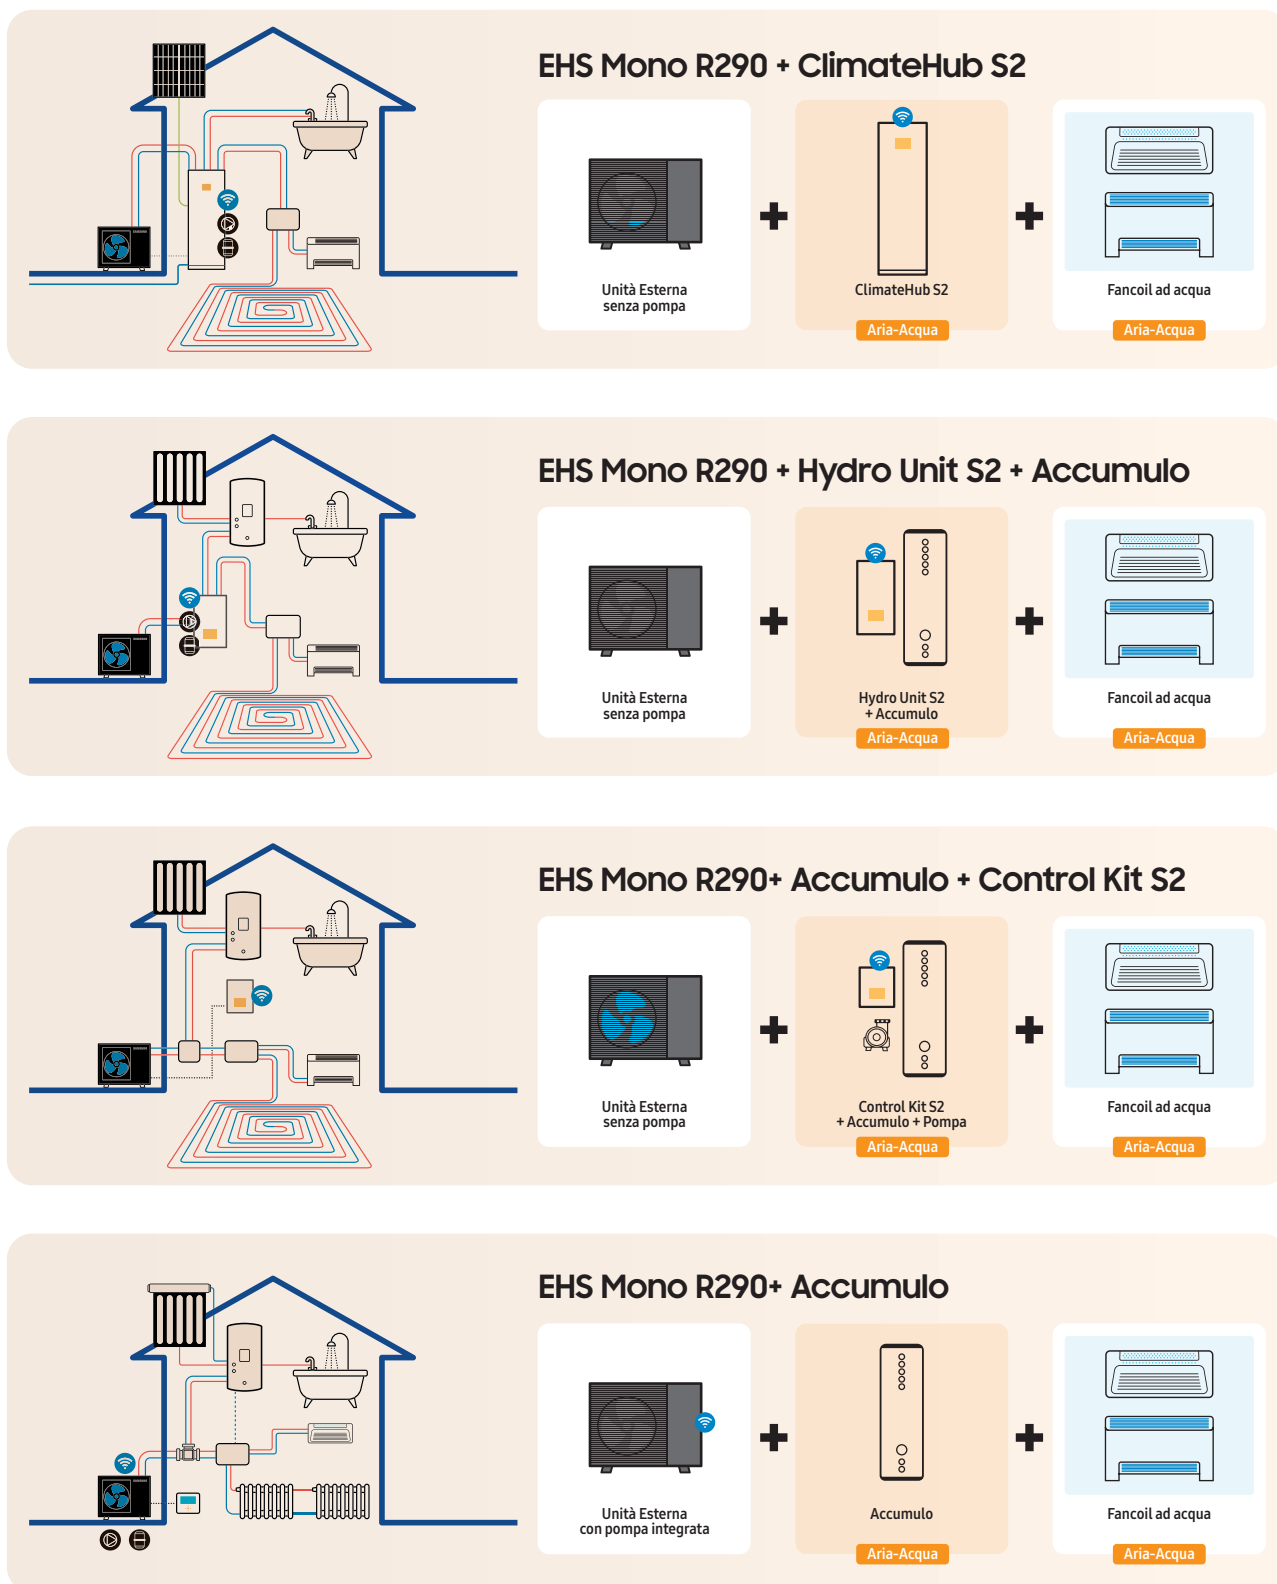 EHS Mono R290 + ClimateHub S2
Unità Esterna
senza pompa
ClimateHub S2
Aria-Acqua
Fancoil ad acqua
Aria-Acqua
EHS Mono R290 + Hydro Unit S2 + Accumulo
Unità Esterna
senza pompa
Hydro Unit S2
+ Accumulo
Aria-Acqua
Fancoil ad acqua
Aria-Acqua
EHS Mono R290+ Accumulo + Control Kit S2
Unità Esterna
senza pompa
Control Kit S2
+ Accumulo + Pompa
Aria-Acqua
Fancoil ad acqua
Aria-Acqua
EHS Mono R290+ Accumulo
Unità Esterna
con pompa integrata
Accumulo
Aria-Acqua
Fancoil ad acqua
Aria-Acqua